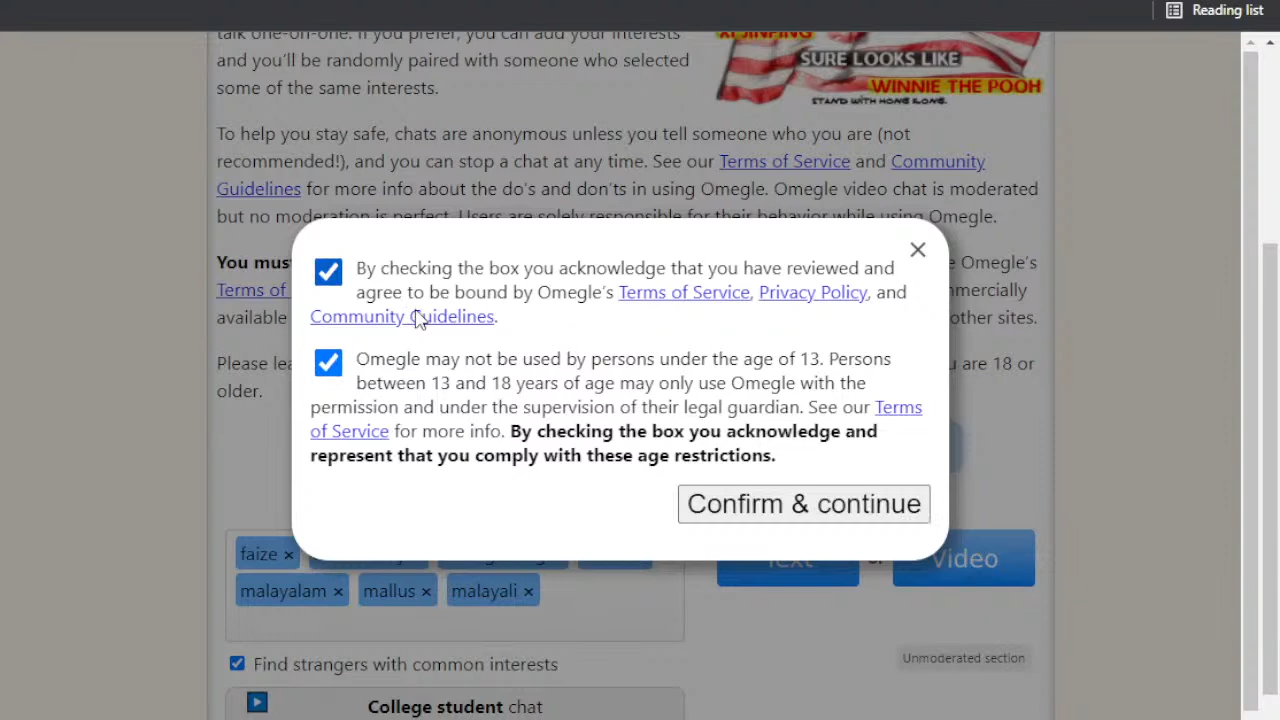 Reading list
talk one-on-one. If you prefer, you can add your interests
and you'll be randomly paired with someone who selected
some of the same interests.
XI JINPING
SURE LOOKS LIKE
WINNIE THE POOH
STAND WITH HONG KONG.
To help you stay safe, chats are anonymous unless you tell someone who you are (not
recommended!), and you can stop a chat at any time. See our Terms of Service and Community
Guidelines for more info about the do's and don'ts in using Omegle. Omegle video chat is moderated
but no moderation is perfect. Users are solely responsible for their behavior while using Omegle.
You must
e Omegle's
Terms of
available
other sites.
Please
u are 18 or
older.
By checking the box you acknowledge that you have reviewed and
agree to be bound by Omegle's Terms of Service, Privacy Policy, and
Community Guidelines.
Omegle may not be used by persons under the age of 13. Persons
between 13 and 18 years of age may only use Omegle with the
permission and under the supervision of their legal guardian. See our Terms
of Service for more info. By checking the box you acknowledge and
represent that you comply with these age restrictions.
Confirm & continue
faize ×
malayalam × mallus × malayali ×
Text or Video
Find strangers with common interests
Unmoderated section
College student chat